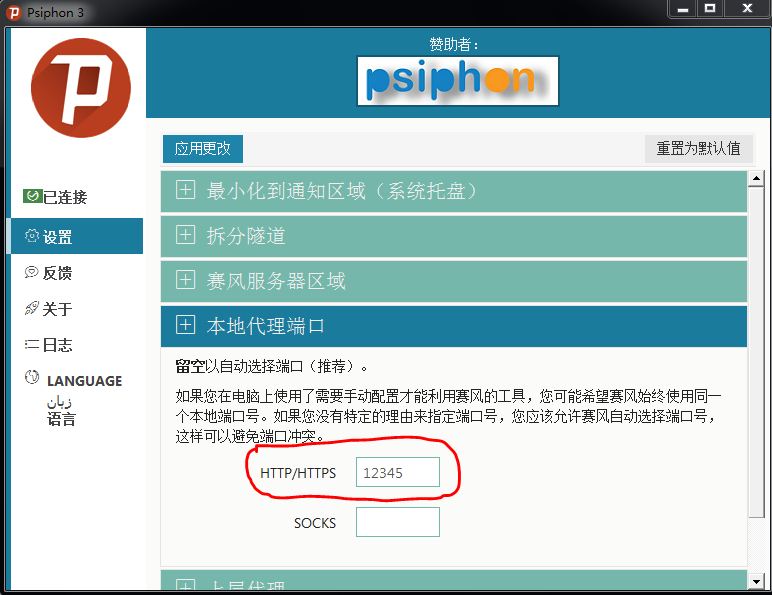 Psiphon 3
赞助者：
psiphon
应用更改
重置为默认值
已连接
设置
反馈
关于
日志
LANGUAGE
زبان
语言
最小化到通知区域（系统托盘）
拆分隧道
赛风服务器区域
本地代理端口
留空以自动选择端口（推荐）。
如果您在电脑上使用了需要手动配置才能利用赛风的工具，您可能希望赛风始终使用同一
个本地端口号。如果您没有特定的理由来指定端口号，您应该允许赛风自动选择端口号，
这样可以避免端口冲突。
HTTP/HTTPS 12345
SOCKS
上层代理